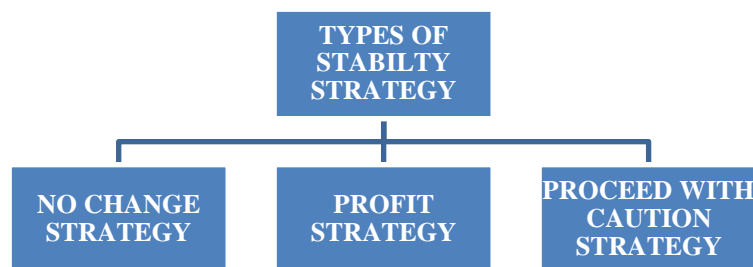 TYPES OF
STABILTY
STRATEGY
NO CHANGE
STRATEGY
PROFIT
STRATEGY
PROCEED WITH
CAUTION
STRATEGY